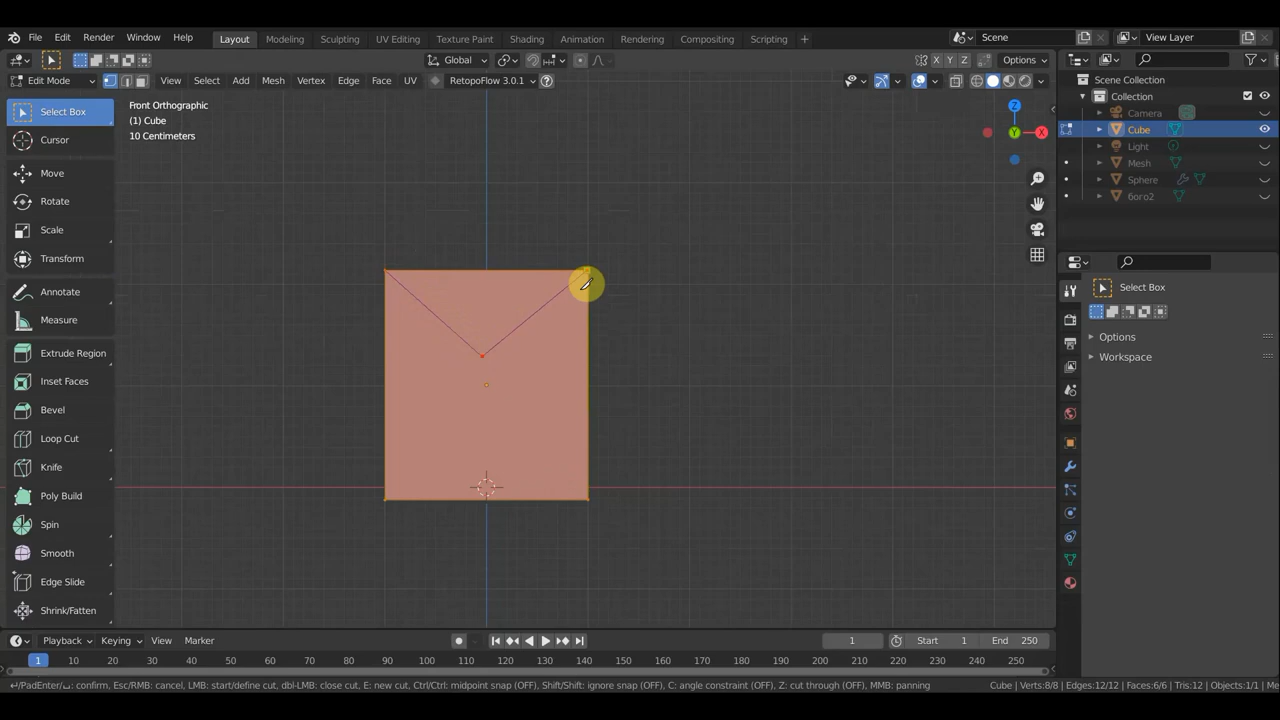 File Edit Render Window Help Layout Modeling Sculpting UV Editing Texture Paint Shading Animation Rendering Compositing Scripting + Scene View Layer
Global X Y Z Options
Edit Mode View Select Add Mesh Vertex Edge Face UV RetopoFlow 3.0.1
Scene Collection
Collection
Camera
Cube
Light
Mesh
Sphere
6oro2
Select Box
Cursor
Move
Rotate
Scale
Transform
Annotate
Measure
Extrude Region
Inset Faces
Bevel
Loop Cut
Knife
Poly Build
Spin
Smooth
Edge Slide
Shrink/Fatten
Front Orthographic
(1) Cube
10 Centimeters
Z
Y
X
Select Box
Options
Workspace
Playback Keying View Marker 1 Start 1 End 250
1 10 20 30 40 50 60 70 80 90 100 110 120 130 140 150 160 170 180 190 200 210 220 230 240 250
/PadEnter/: confirm, Esc/RMB: cancel, LMB: start/define cut, dbl-LMB: close cut, E: new cut, Ctrl/Ctrl: midpoint snap (OFF), Shift/Shift: ignore snap (OFF), C: angle constraint (OFF), Z: cut through (OFF), MMB: panning Cube | Verts:8/8 | Edges:12/12 | Faces:6/6 | Tris:12 | Objects:1/1 | Me